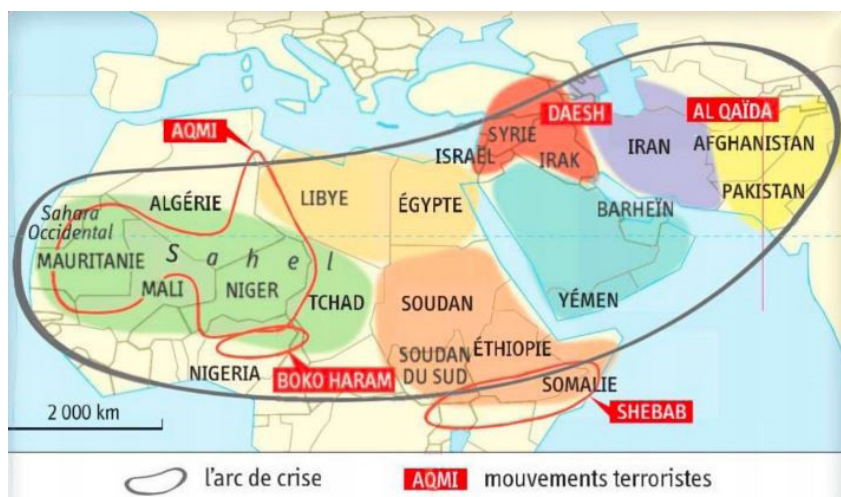 AQMI
DAESH
AL QAÏDA
SYRIE
ISRAËL
IRAK
IRAN
AFGHANISTAN
PAKISTAN
ALGÉRIE
LIBYE
ÉGYPTE
BARHEÏN
Sahara
Occidental
MAURITANIE
Sahel
MALI
NIGER
TCHAD
SOUDAN
YÉMEN
ÉTHIOPIE
SOUDAN
DU SUD
NIGERIA
BOKO HARAM
SOMALIE
SHEBAB
2 000 km
l'arc de crise
AQMI mouvements terroristes